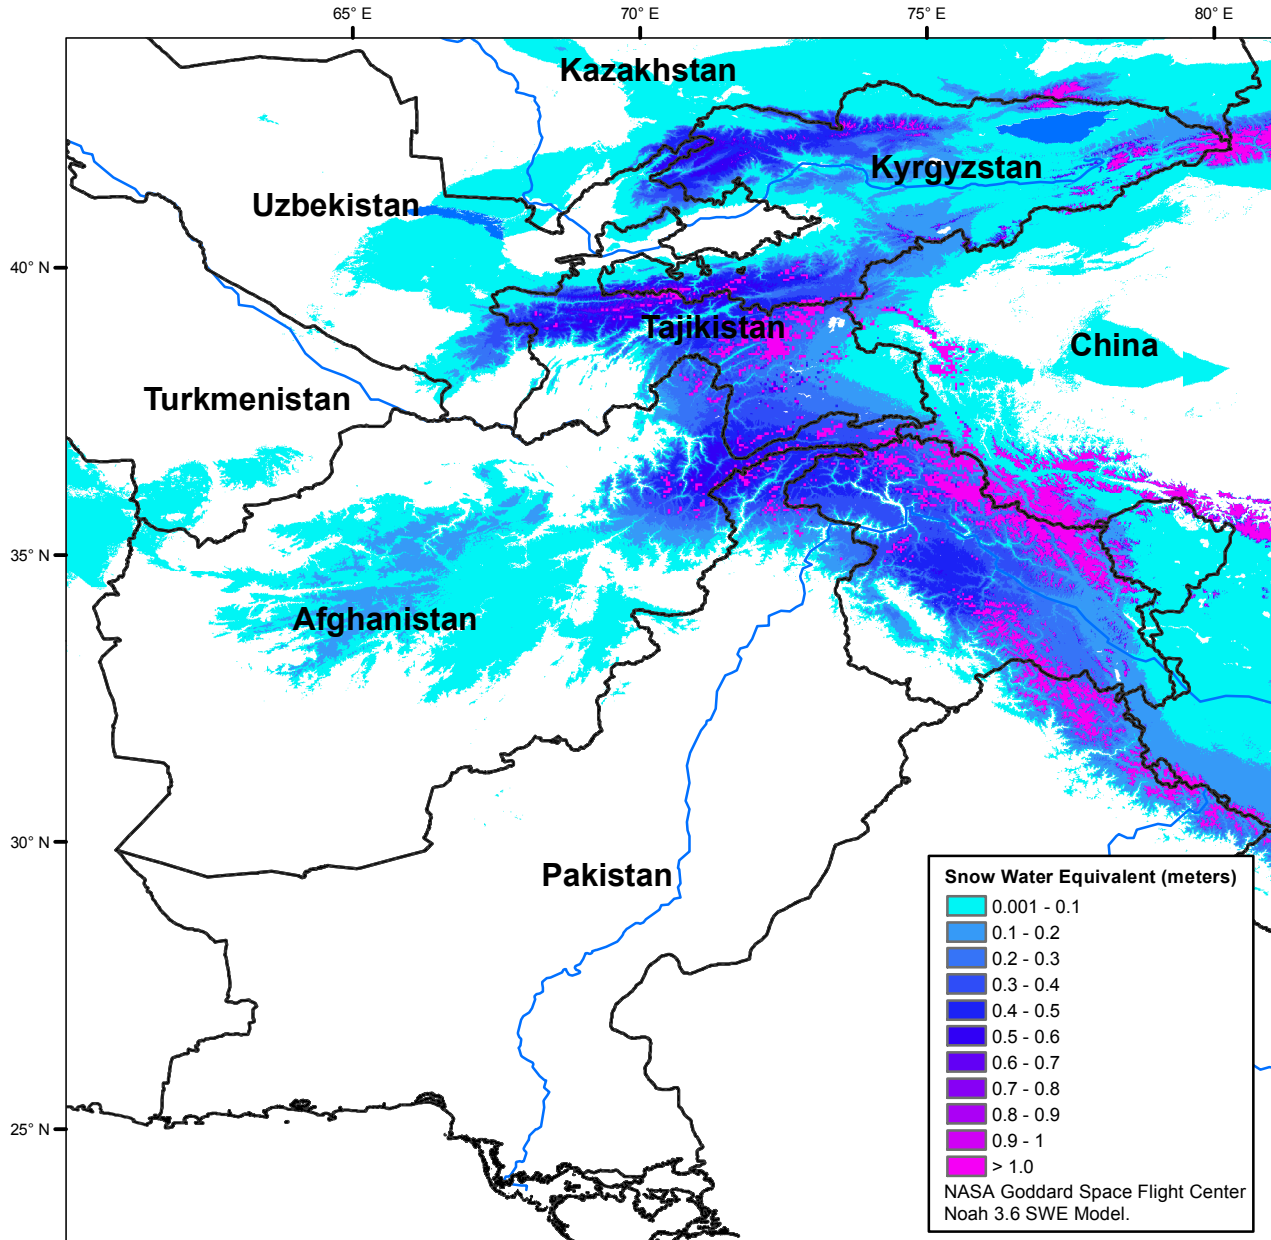 65° E
70° E
75° E
80° E
Kazakhstan
Kyrgyzstan
Uzbekistan
40° N
Tajikistan
China
Turkmenistan
35° N
Afghanistan
30° N
Pakistan
25° N
Snow Water Equivalent (meters)
0.001 - 0.1
0.1 - 0.2
0.2 - 0.3
0.3 - 0.4
0.4 - 0.5
0.5 - 0.6
0.6 - 0.7
0.7 - 0.8
0.8 - 0.9
0.9 - 1
> 1.0
NASA Goddard Space Flight Center
Noah 3.6 SWE Model.